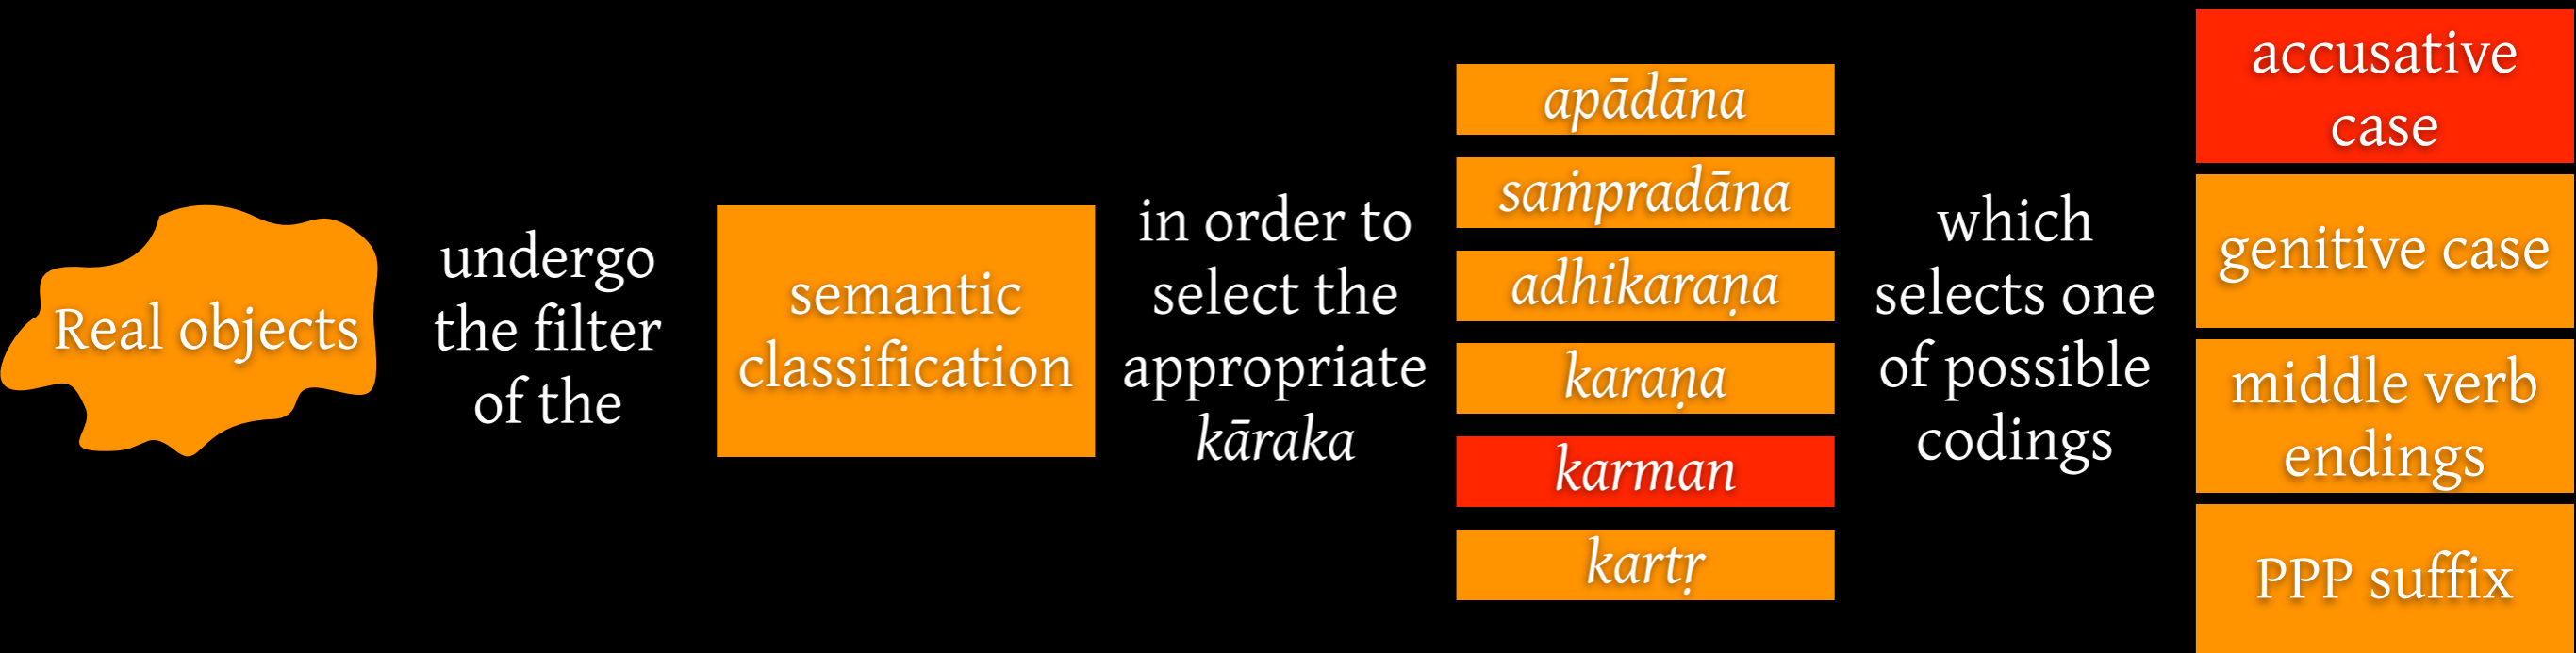 Real objects
undergo
the filter
of the
semantic
classification
in order to
select the
appropriate
kāraka
apādāna
saṁpradāna
adhikaraṇa
karaṇa
karman
kartṛ
which
selects one
of possible
codings
accusative
case
genitive case
middle verb
endings
PPP suffix